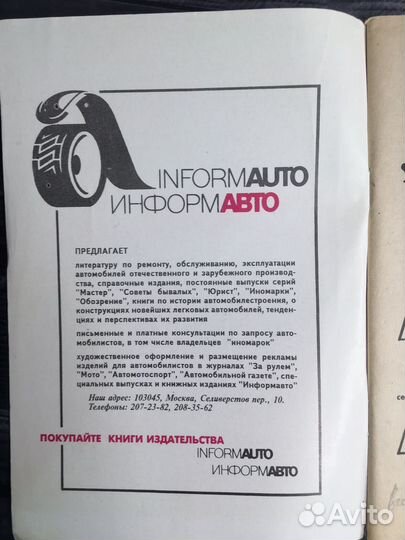 INFORMAUTO
ИНФОРМАВТО
ПРЕДЛАГАЕТ
литературу по ремонту, обслуживанию, эксплуатации
автомобилей отечественного и зарубежного производ-
ства, справочные издания, постоянные выпуски серий
"Мастер", "Советы бывалых", "Юрист", "Иномарки",
"Обозрение", книги по истории автомобилестроения, о
конструкциях новейших легковых автомобилей, тенден-
циях и перспективах их развития
письменные и платные консультации по запросу авто-
мобилистов, в том числе владельцев "иномарок"
художественное оформление и размещение рекламы
изделий для автомобилистов в журналах "За рулем",
"Мото", "Автомотоспорт", "Автомобильной газете", спе-
циальных выпусках и книжных изданиях "Информавто"
Наш адрес: 103045, Москва, Селиверстов пер., 10.
Телефоны: 207-23-82, 208-35-62
ПОКУПАЙТЕ КНИГИ ИЗДАТЕЛЬСТВА
INFORMAUTO
ИНФОРМАВТО
Avito